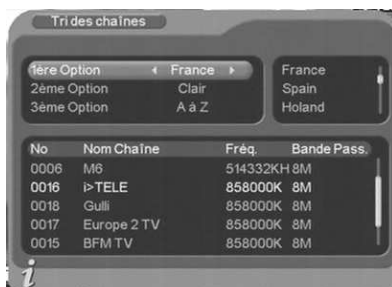 Tri des chaînes
1ère Option France France
2ème Option Clair Spain
3ème Option A à Z Holand
No Nom Chaîne Fréq. Bande Pass.
0006 M6 514332KH 8M
0016 i>TELE 858000K 8M
0018 Gulli 858000K 8M
0017 Europe 2 TV 858000K 8M
0015 BFM TV 858000K 8M
i